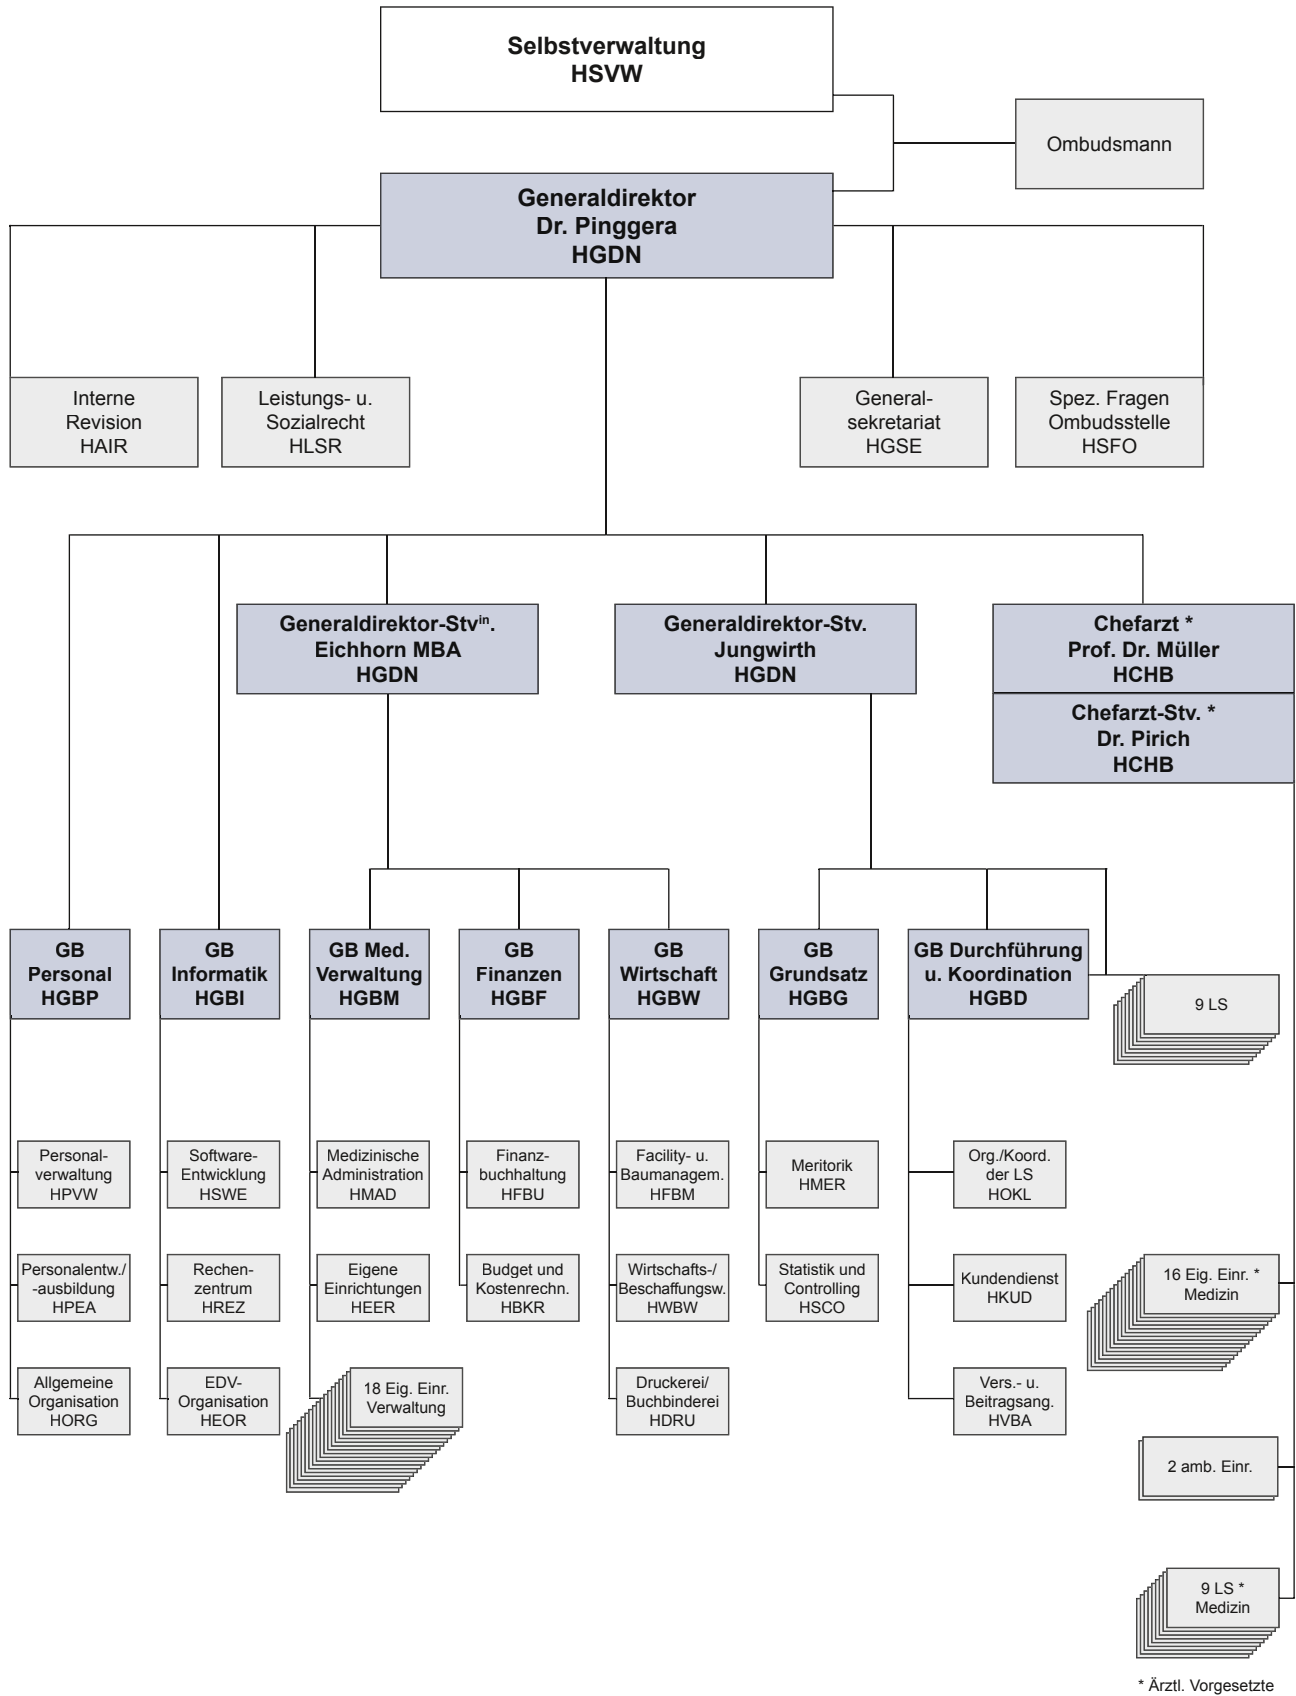 Selbstverwaltung
HSVW
Ombudsmann
Generaldirektor
Dr. Pinggera
HGDN
Interne
Revision
HAIR
Leistungs- u.
Sozialrecht
HLSR
General-
sekretariat
HGSE
Spez. Fragen
Ombudsstelle
HSFO
Generaldirektor-Stvⁱⁿ.
Eichhorn MBA
HGDN
Generaldirektor-Stv.
Jungwirth
HGDN
Chefarzt *
Prof. Dr. Müller
HCHB
Chefarzt-Stv. *
Dr. Pirich
HCHB
GB
Personal
HGBP
GB
Informatik
HGBI
GB Med.
Verwaltung
HGBM
GB
Finanzen
HGBF
GB
Wirtschaft
HGBW
GB
Grundsatz
HGBG
GB Durchführung
u. Koordination
HGBD
9 LS
Personal-
verwaltung
HPVW
Software-
Entwicklung
HSWE
Medizinische
Administration
HMAD
Finanz-
buchhaltung
HFBU
Facility- u.
Baumanagem.
HFBM
Meritorik
HMER
Org./Koord.
der LS
HOKL
Personalentw./
-ausbildung
HPEA
Rechen-
zentrum
HREZ
Eigene
Einrichtungen
HEER
Budget und
Kostenrechn.
HBKR
Wirtschafts-/
Beschaffungsw.
HWBW
Statistik und
Controlling
HSCO
Kundendienst
HKUD
16 Eig. Einr. *
Medizin
Allgemeine
Organisation
HORG
EDV-
Organisation
HEOR
18 Eig. Einr.
Verwaltung
Druckerei/
Buchbinderei
HDRU
Vers.- u.
Beitragsang.
HVBA
2 amb. Einr.
9 LS *
Medizin
* Ärztl. Vorgesetzte